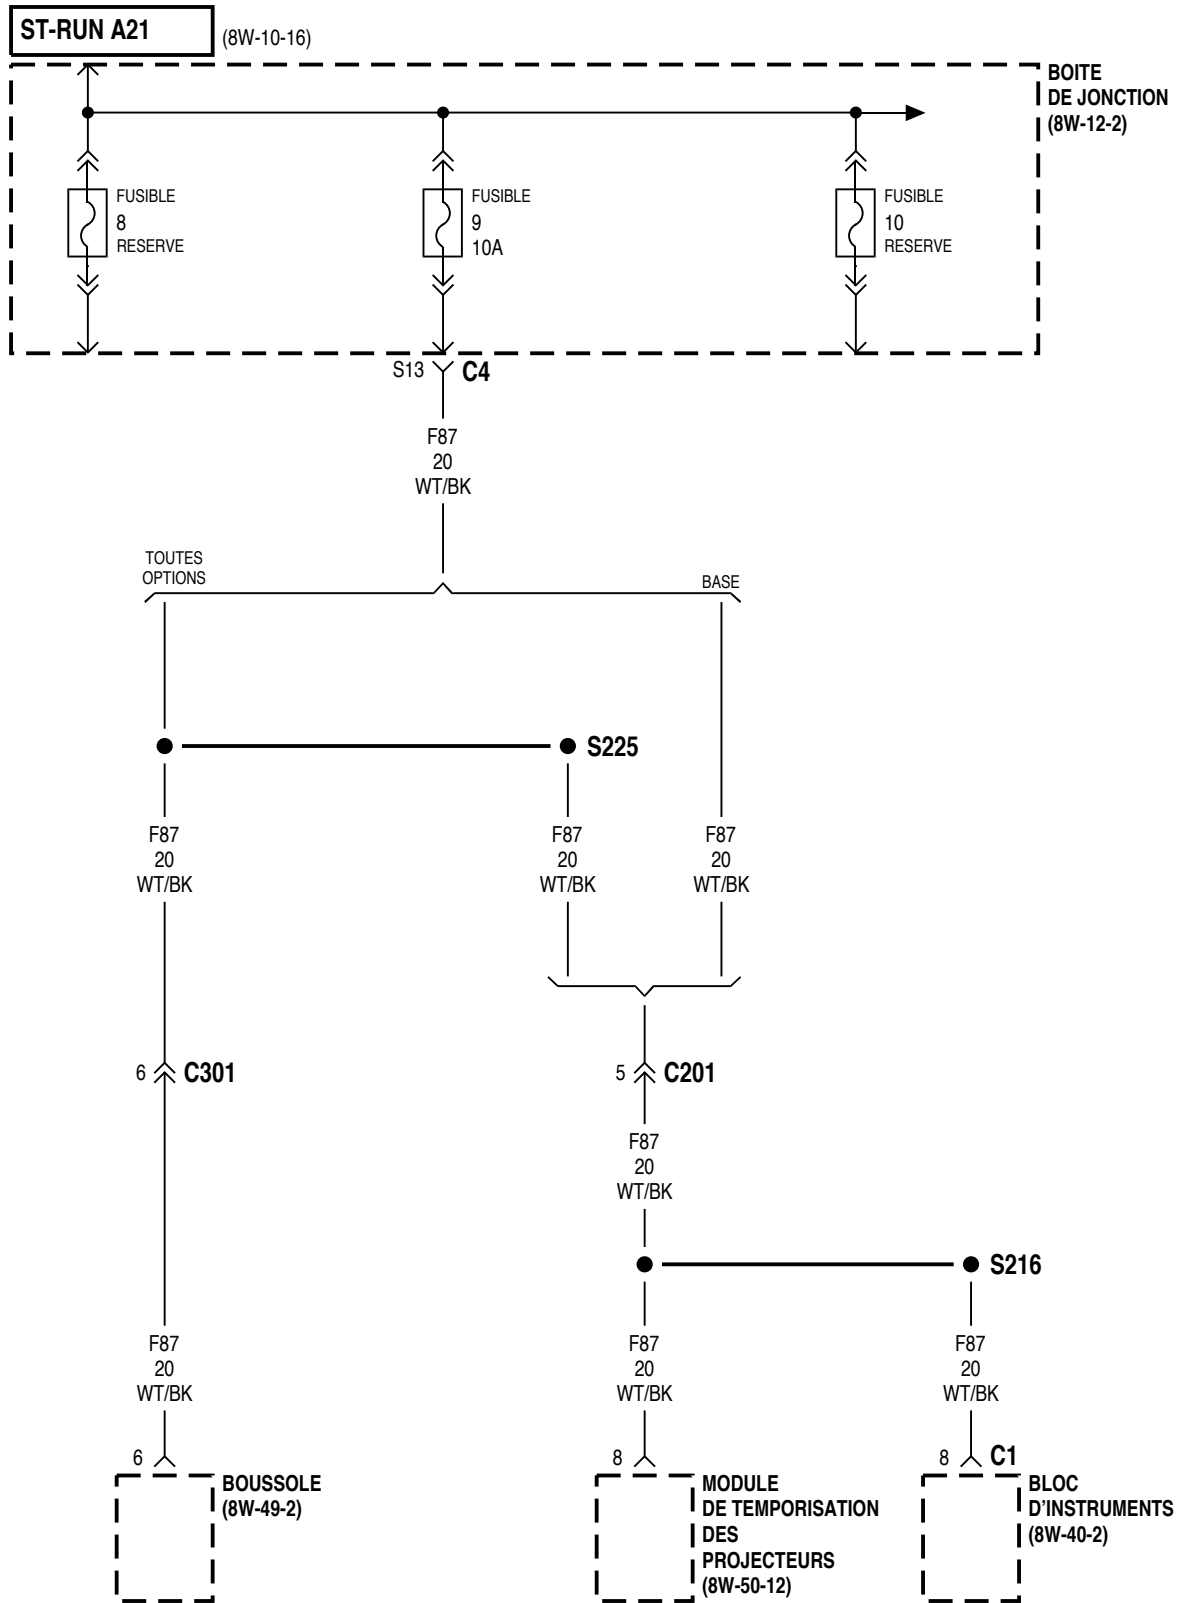 ST-RUN A21
(8W-10-16)
BOITE
DE JONCTION
(8W-12-2)
FUSIBLE
8
RESERVE
FUSIBLE
9
10A
FUSIBLE
10
RESERVE
S13
C4
F87
20
WT/BK
TOUTES
OPTIONS
BASE
S225
F87
20
WT/BK
F87
20
WT/BK
F87
20
WT/BK
6
C301
5
C201
F87
20
WT/BK
S216
F87
20
WT/BK
F87
20
WT/BK
F87
20
WT/BK
6
8
8
C1
BOUSSOLE
(8W-49-2)
MODULE
DE TEMPORISATION
DES
PROJECTEURS
(8W-50-12)
BLOC
D'INSTRUMENTS
(8W-40-2)